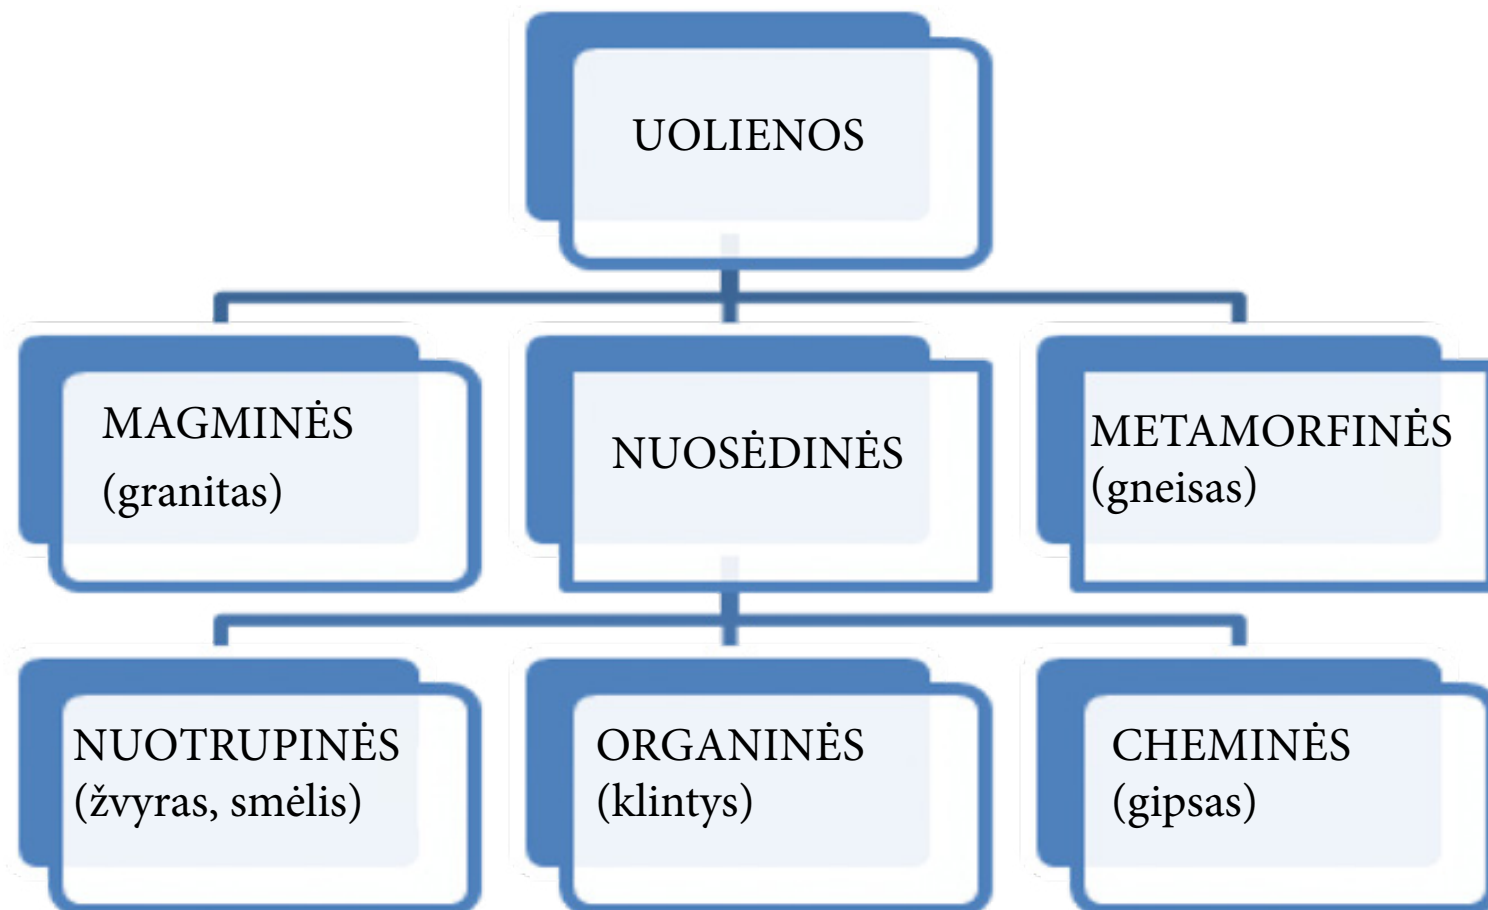 UOLIENOS
MAGMINĖS
(granitas)
NUOSĖDINĖS
METAMORFINĖS
(gneisas)
NUOTRUPINĖS
(žvyras, smėlis)
ORGANINĖS
(klintys)
CHEMINĖS
(gipsas)